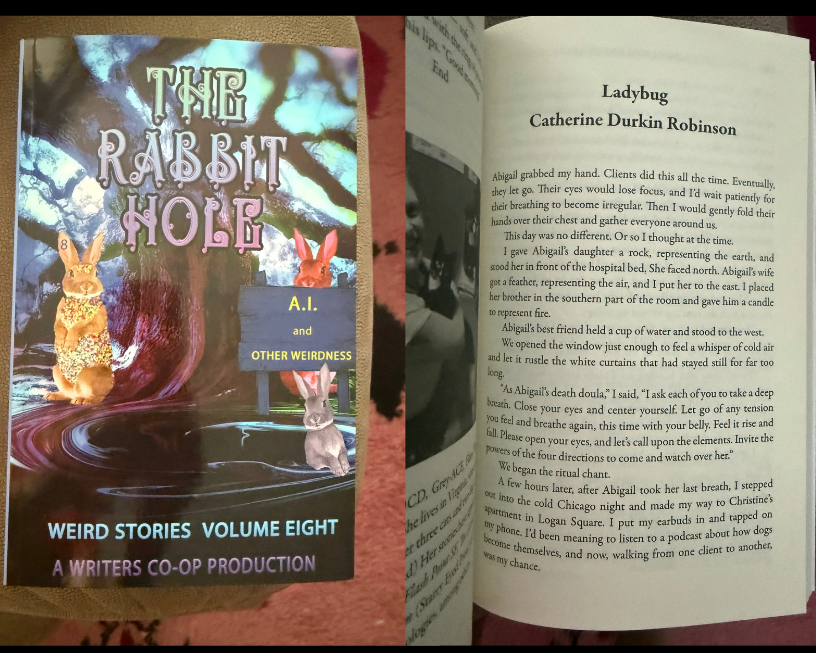 THE
RABBIT
HOLE
8
A.I.
and
OTHER WEIRDNESS
WEIRD STORIES VOLUME EIGHT
A WRITERS CO-OP PRODUCTION
his lips. "Good
End
Ladybug
Catherine Durkin Robinson
Abigail grabbed my hand. Clients did this all the time. Eventually,
they let go. Their eyes would lose focus, and I'd wait patiently for
their breathing to become irregular. Then I would gently fold their
hands over their chest and gather everyone around us.
This day was no different. Or so I thought at the time.
I gave Abigail's daughter a rock, representing the earth, and
stood her in front of the hospital bed. She faced north. Abigail's wife
got a feather, representing the air, and I put her to the east. I placed
her brother in the southern part of the room and gave him a candle
to represent fire.
Abigail's best friend held a cup of water and stood to the west.
We opened the window just enough to feel a whisper of cold air
and let it rustle the white curtains that had stayed still for far too
long.
"As Abigail's death doula," I said, "I ask each of you to take a deep
breath. Close your eyes and center yourself. Let go of any tension
you feel and breathe again, this time with your belly. Feel it rise and
fall. Please open your eyes, and let's call upon the elements. Invite the
powers of the four directions to come and watch over her."
We began the ritual chant.
A few hours later, after Abigail took her last breath, I stepped
out into the cold Chicago night and made my way to Christine's
apartment in Logan Square. I put my earbuds in and tapped on
my phone. I'd been meaning to listen to a podcast about how dogs
become themselves, and now, walking from one client to another,
was my chance.
he lives in Virginia
three cats and